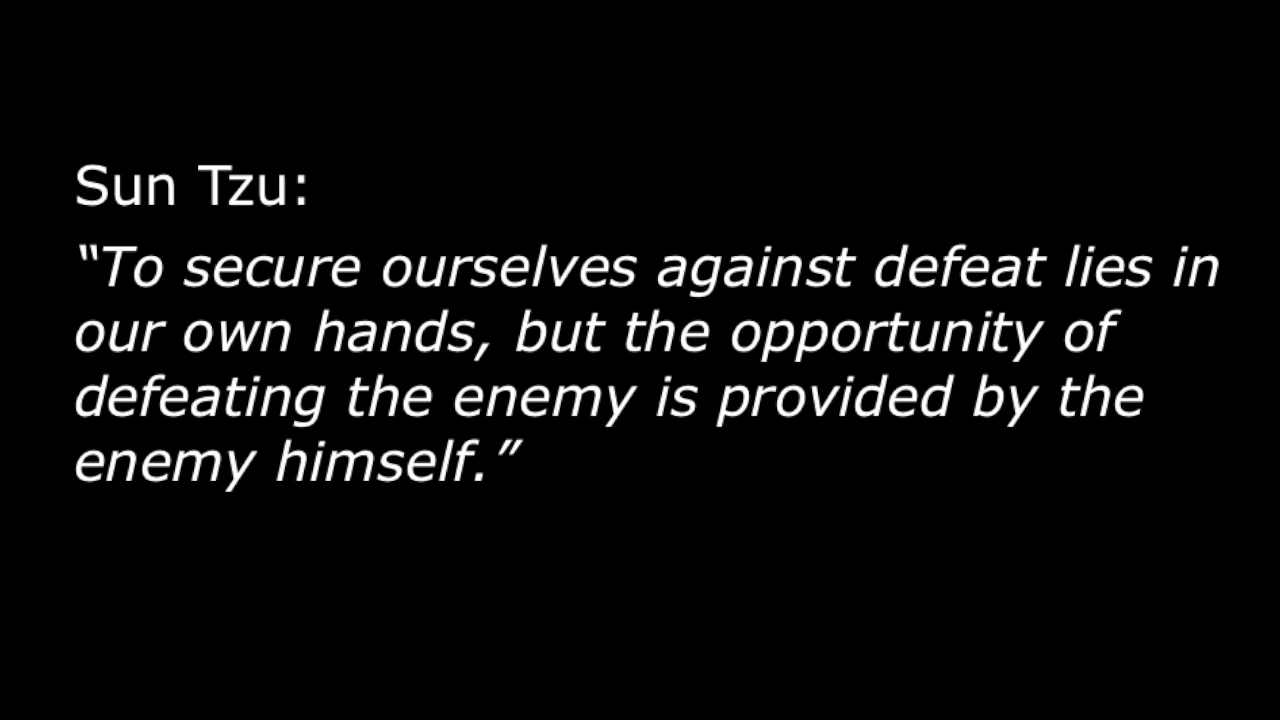 Sun Tzu:
“To secure ourselves against defeat lies in
our own hands, but the opportunity of
defeating the enemy is provided by the
enemy himself.”